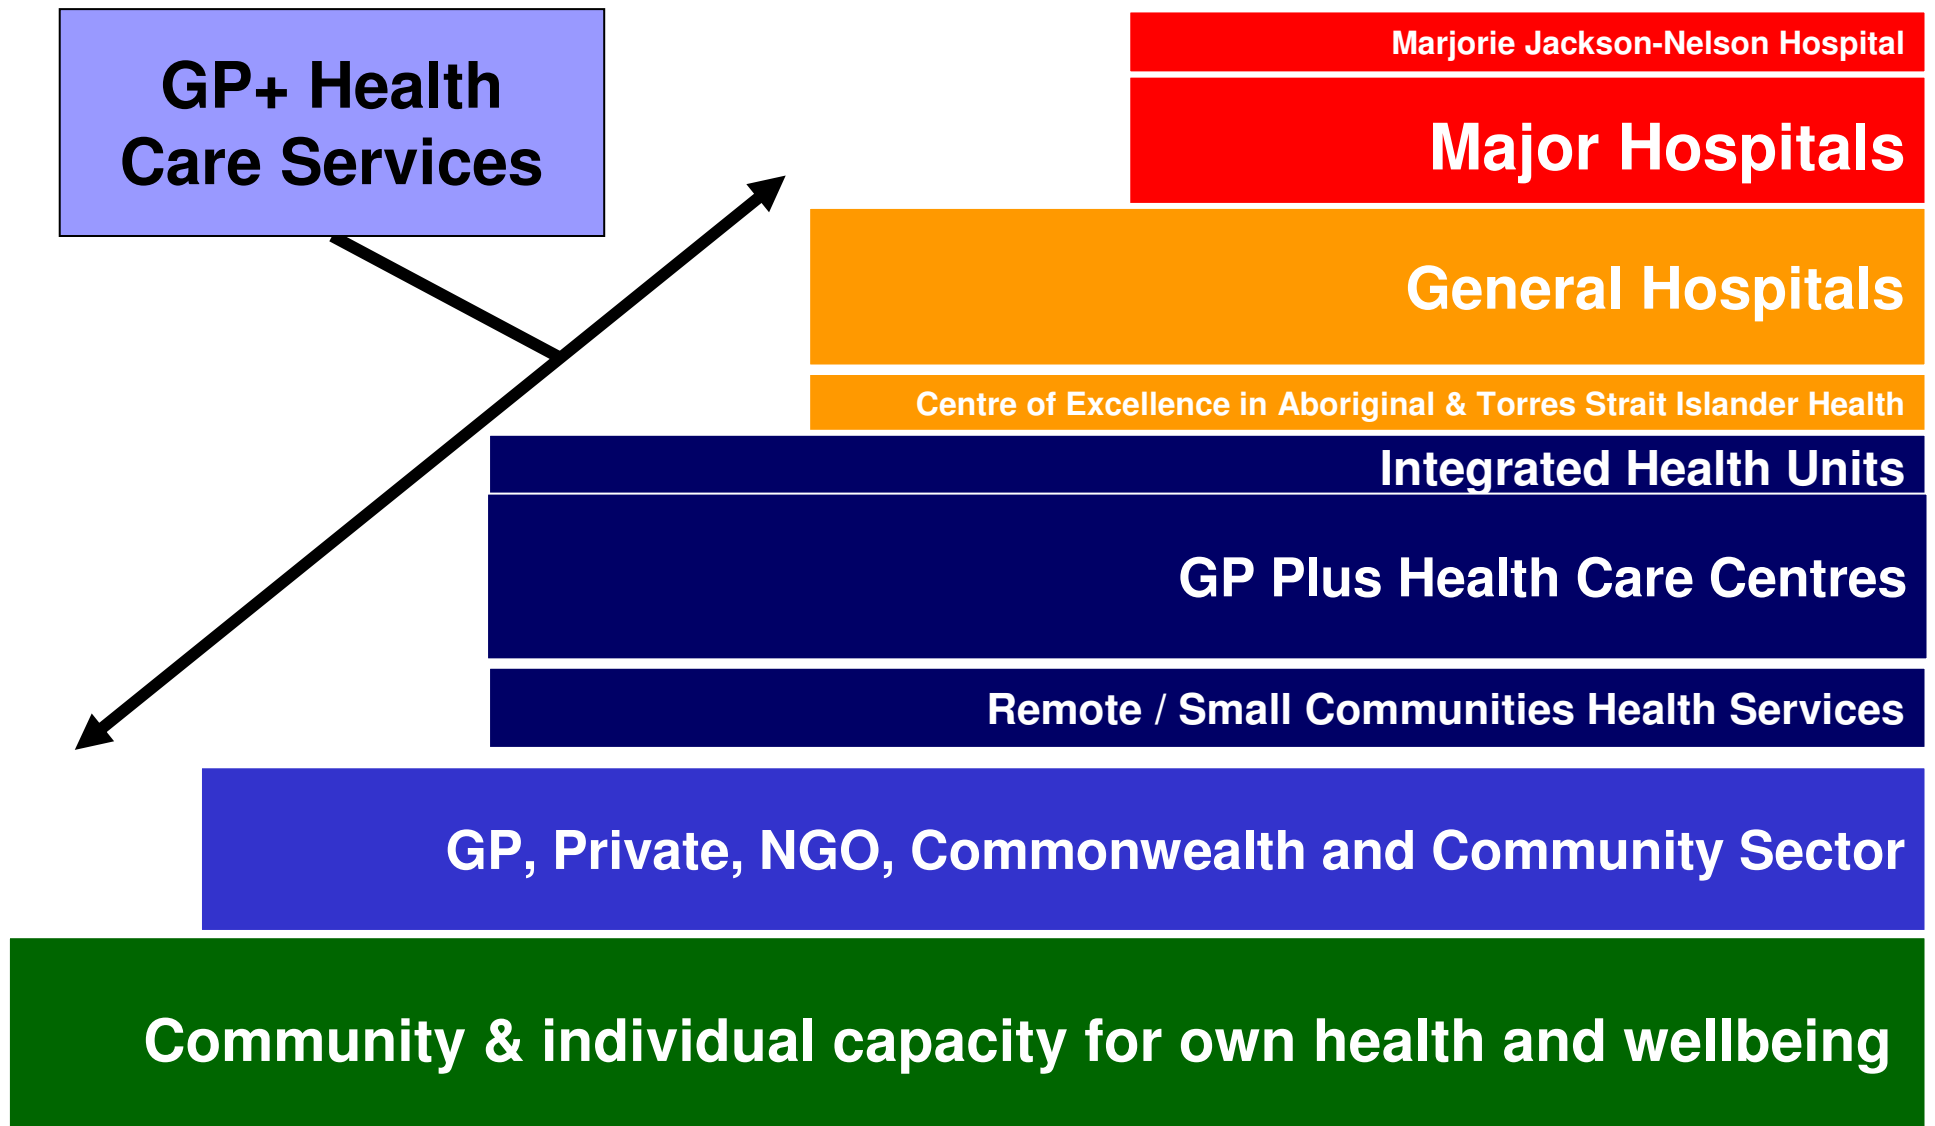 GP+ Health
Care Services
Marjorie Jackson-Nelson Hospital
Major Hospitals
General Hospitals
Centre of Excellence in Aboriginal & Torres Strait Islander Health
Integrated Health Units
GP Plus Health Care Centres
Remote / Small Communities Health Services
GP, Private, NGO, Commonwealth and Community Sector
Community & individual capacity for own health and wellbeing